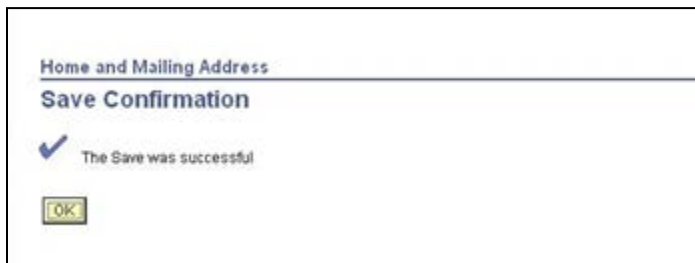 Home and Mailing Address
Save Confirmation
The Save was successful
OK